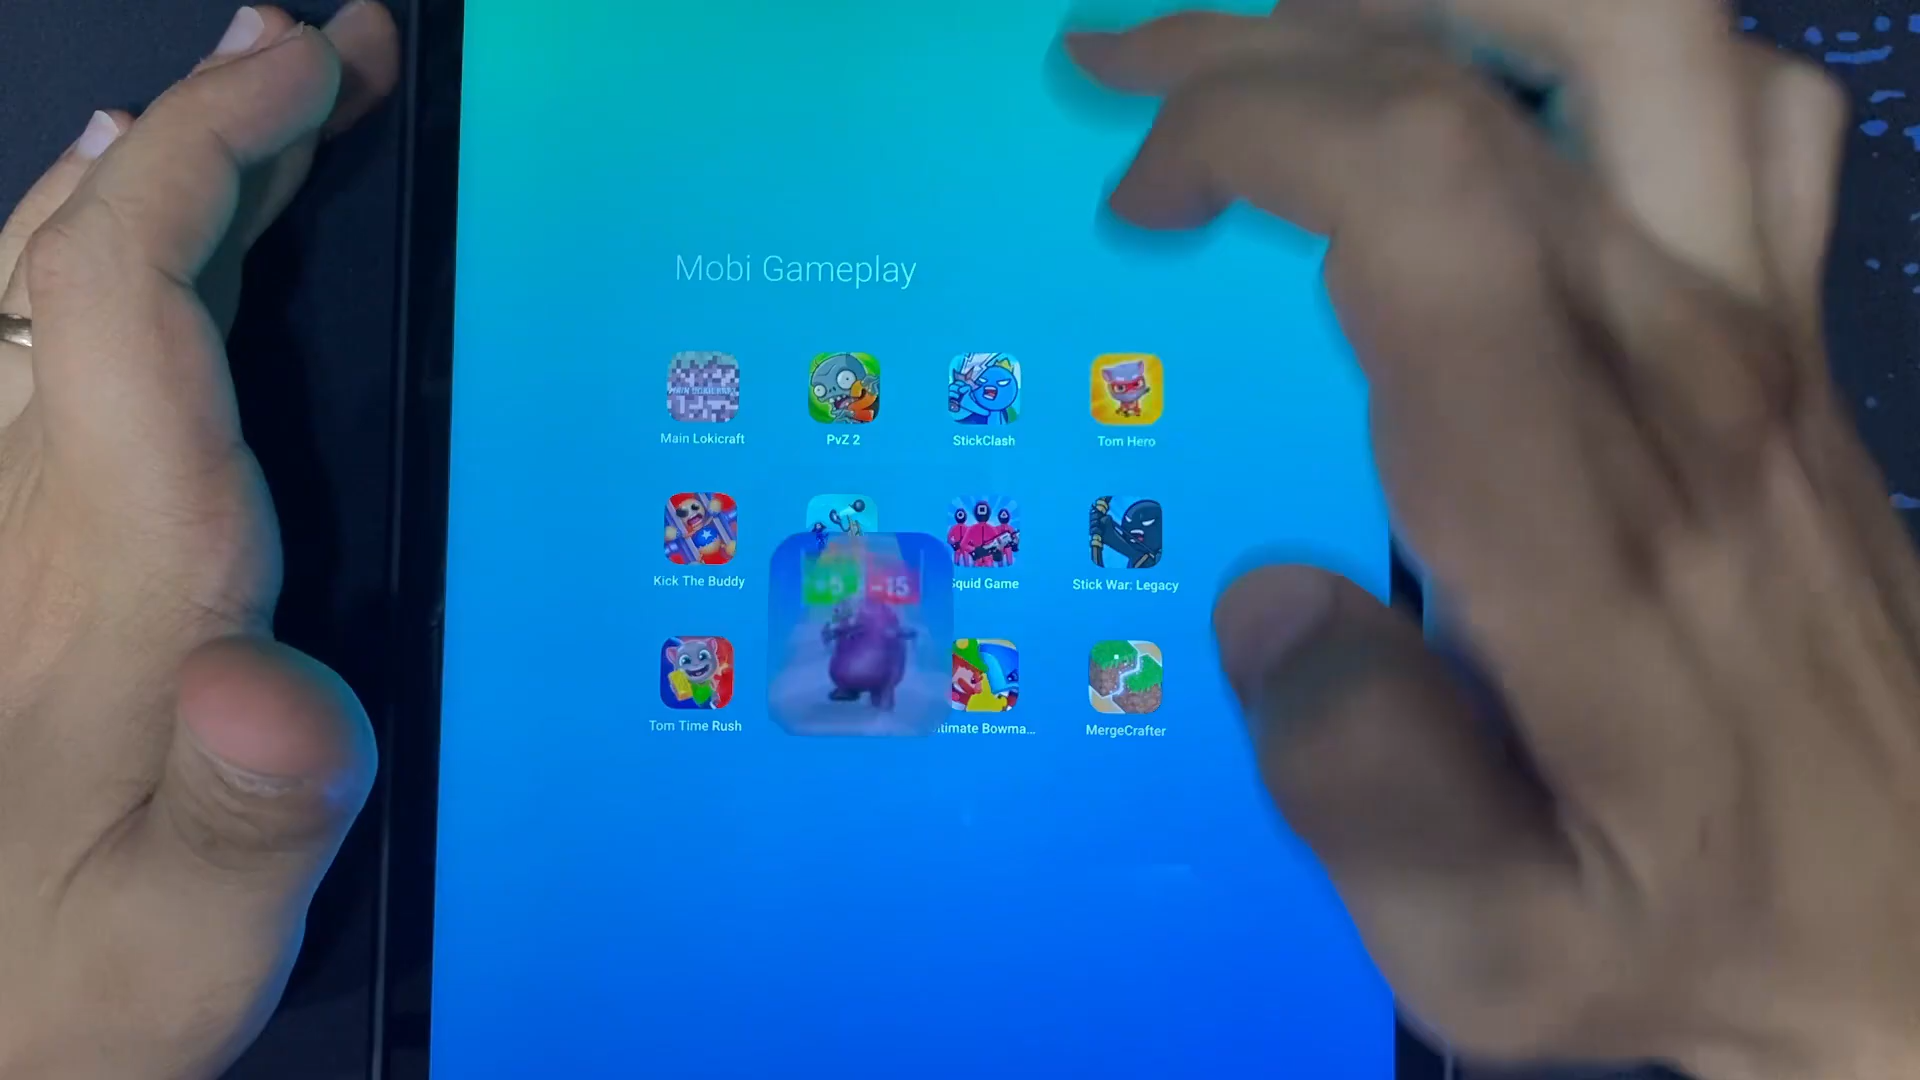 Mobi Gameplay
Main Lokicraft
PvZ 2
StickClash
Tom Hero
Kick The Buddy
Squid Game
Stick War: Legacy
+5
-15
Tom Time Rush
timate Bowma...
MergeCrafter